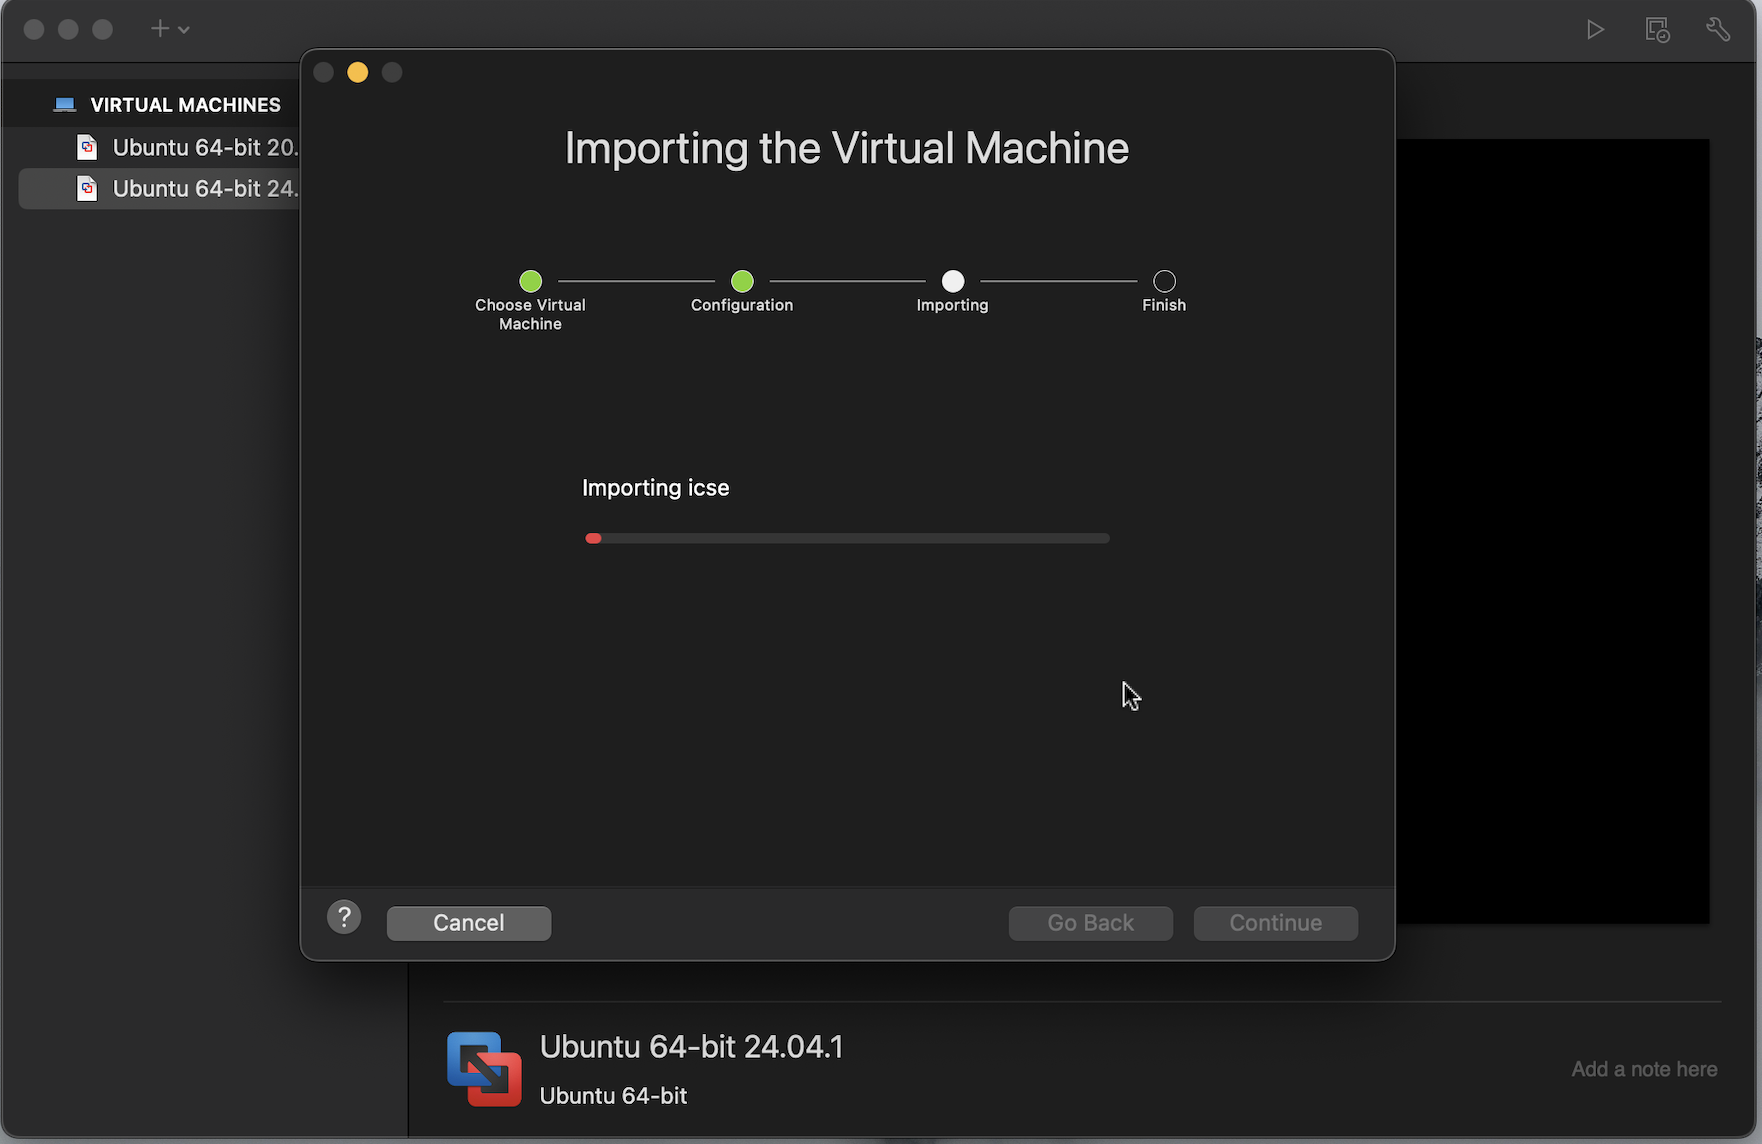 VIRTUAL MACHINES
Ubuntu 64-bit 20.
Ubuntu 64-bit 24.
Importing the Virtual Machine
Choose Virtual
Machine
Configuration
Importing
Finish
Importing icse
?
Cancel
Go Back
Continue
Ubuntu 64-bit 24.04.1
Ubuntu 64-bit
Add a note here